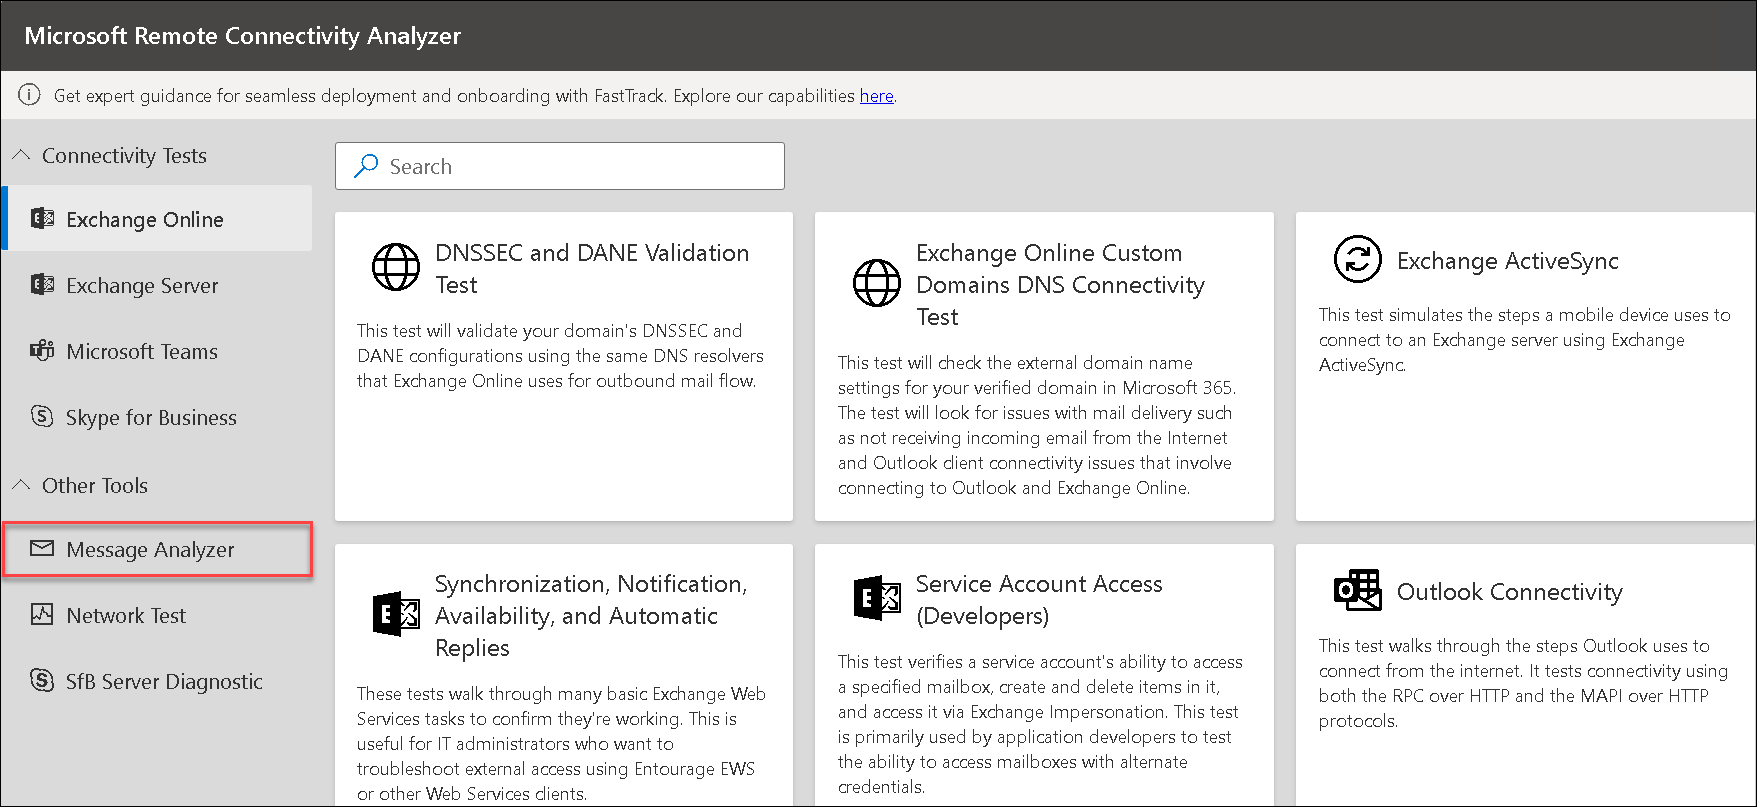 Microsoft Remote Connectivity Analyzer
Get expert guidance for seamless deployment and onboarding with FastTrack. Explore our capabilities here.
Connectivity Tests
Exchange Online
Exchange Server
Microsoft Teams
Skype for Business
Other Tools
Message Analyzer
Network Test
SfB Server Diagnostic
Search
DNSSEC and DANE Validation
Test
This test will validate your domain's DNSSEC and
DANE configurations using the same DNS resolvers
that Exchange Online uses for outbound mail flow.
Exchange Online Custom
Domains DNS Connectivity
Test
This test will check the external domain name
settings for your verified domain in Microsoft 365.
The test will look for issues with mail delivery such
as not receiving incoming email from the Internet
and Outlook client connectivity issues that involve
connecting to Outlook and Exchange Online.
Exchange ActiveSync
This test simulates the steps a mobile device uses to
connect to an Exchange server using Exchange
ActiveSync.
Synchronization, Notification,
Availability, and Automatic
Replies
These tests walk through many basic Exchange Web
Services tasks to confirm they're working. This is
useful for IT administrators who want to
troubleshoot external access using Entourage EWS
or other Web Services clients.
Service Account Access
(Developers)
This test verifies a service account's ability to access
a specified mailbox, create and delete items in it,
and access it via Exchange Impersonation. This test
is primarily used by application developers to test
the ability to access mailboxes with alternate
credentials.
Outlook Connectivity
This test walks through the steps Outlook uses to
connect from the internet. It tests connectivity using
both the RPC over HTTP and the MAPI over HTTP
protocols.